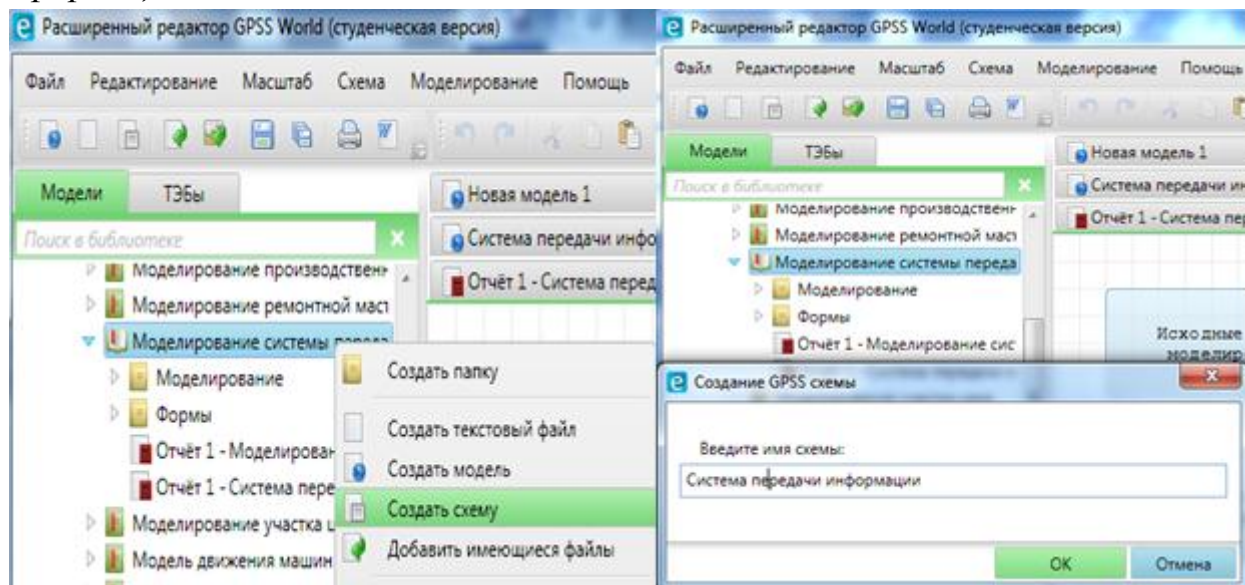 Расширенный редактор GPSS World (студенческая версия)
Файл Редактирование Масштаб Схема Моделирование Помощь
Модели ТЭБы
Поиск в библиотеке
Новая модель 1
Система передачи инфо
Отчёт 1 - Система перед
Моделирование производствен
Моделирование ремонтной маст
Моделирование системы
Моделирование
Формы
Отчёт 1 - Моделирован
Отчёт 1 - Система пере
Моделирование участка ц
Модель движения машин
Создать папку
Создать текстовый файл
Создать модель
Создать схему
Добавить имеющиеся файлы
Расширенный редактор GPSS World (студенческая версия)
Файл Редактирование Масштаб Схема Моделирование Помощь
Модели ТЭБы
Поиск в библиотеке
Новая модель 1
Система передачи ин
Отчёт 1 - Система пер
Моделирование производствен
Моделирование ремонтной маст
Моделирование системы переда
Моделирование
Формы
Отчёт 1 - Моделирование сис
Исходные
моделир
Создание GPSS схемы
Введите имя схемы:
Система передачи информации
ОК Отмена